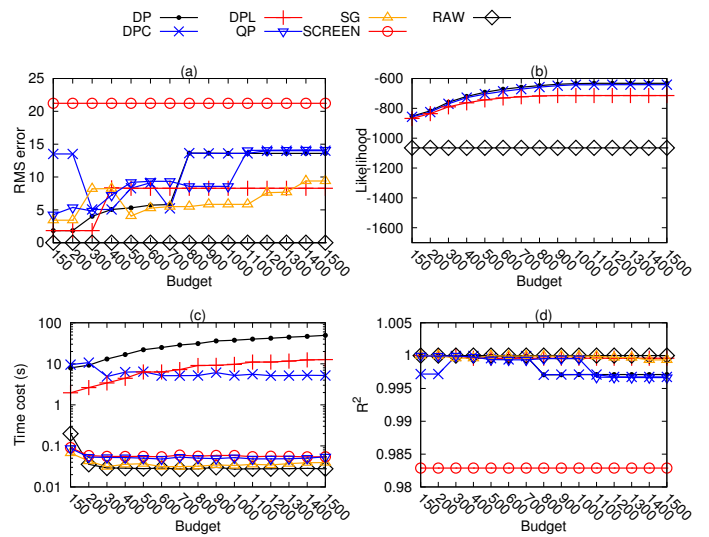 DP DPL SG RAW
DPC QP SCREEN
(a)
RMS error
25
20
15
10
5
0
150 200 300 400 500 600 700 800 900 1000 1100 1200 1300 1400 1500
Budget
(b)
Likelihood
-600
-800
-1000
-1200
-1400
-1600
150 200 300 400 500 600 700 800 900 1000 1100 1200 1300 1400 1500
Budget
(c)
Time cost (s)
100
10
1
0.1
0.01
150 200 300 400 500 600 700 800 900 1000 1100 1200 1300 1400 1500
Budget
(d)
R²
1.005
1
0.995
0.99
0.985
0.98
150 200 300 400 500 600 700 800 900 1000 1100 1200 1300 1400 1500
Budget